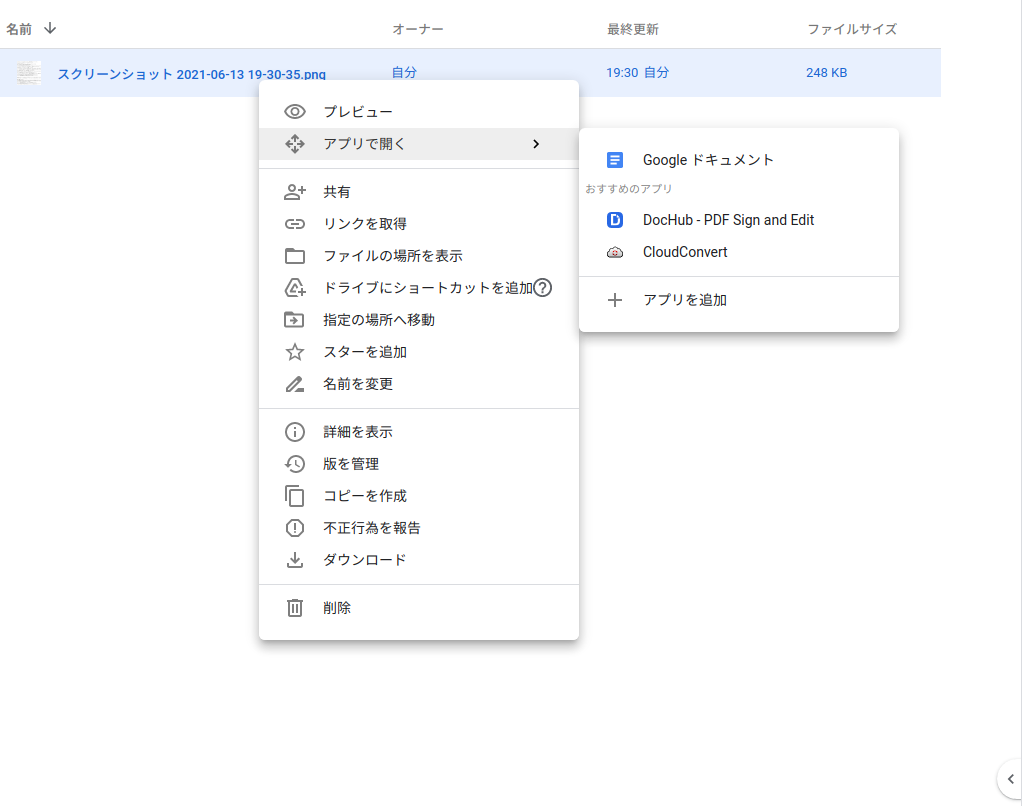 名前 オーナー 最終更新 ファイルサイズ
スクリーンショット 2021-06-13 19-30-35.png 自分 19:30 自分 248 KB
プレビュー
アプリで開く
共有
リンクを取得
ファイルの場所を表示
ドライブにショートカットを追加
指定の場所へ移動
スターを追加
名前を変更
詳細を表示
版を管理
コピーを作成
不正行為を報告
ダウンロード
削除
Google ドキュメント
おすすめのアプリ
DocHub - PDF Sign and Edit
CloudConvert
アプリを追加